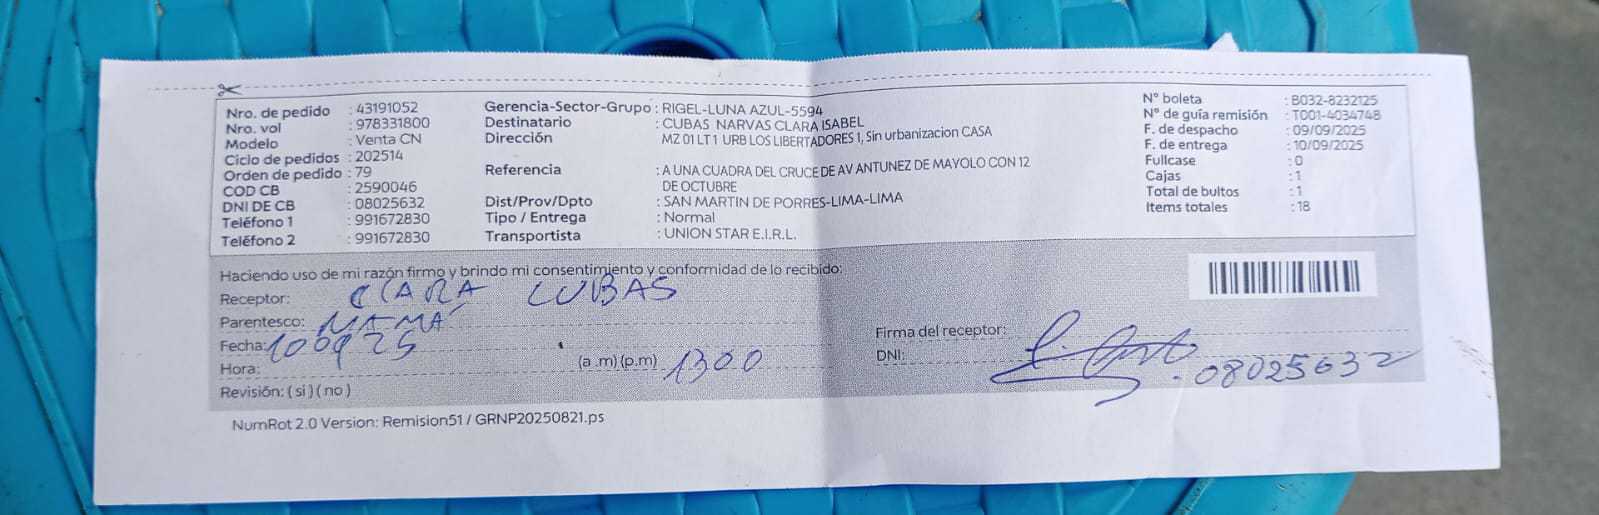 Nro. de pedido : 43191052
Nro. vol : 978331800
Modelo : Venta CN
Ciclo de pedidos : 202514
Orden de pedido : 79
COD CB : 2590046
DNI DE CB : 08025632
Teléfono 1 : 991672830
Teléfono 2 : 991672830
Gerencia-Sector-Grupo : RIGEL-LUNA AZUL-5594
Destinatario : CUBAS NARVAS CLARA ISABEL
Dirección MZ 01 LT 1 URB LOS LIBERTADORES 1, Sin urbanizacion CASA
Referencia : A UNA CUADRA DEL CRUCE DE AV ANTUNEZ DE MAYOLO CON 12
DE OCTUBRE
Dist/Prov/Dpto : SAN MARTIN DE PORRES-LIMA-LIMA
Tipo / Entrega : Normal
Transportista : UNION STAR E.I.R.L.
N° boleta : B032-8232125
N° de guía remisión : T001-4034748
F. de despacho : 09/09/2025
F. de entrega : 10/09/2025
Fullcase : 0
Cajas : 1
Total de bultos : 1
Items totales : 18
Haciendo uso de mi razón firmo y brindo mi consentimiento y conformidad de lo recibido:
Receptor: CLARA CUBAS
Parentesco: MAMÁ
Fecha: 100925
Hora: (a .m) (p.m) 1300
Revisión: ( si ) ( no )
Firma del receptor:
DNI: 08025632
NumRot 2.0 Version: Remision51 / GRNP20250821.ps